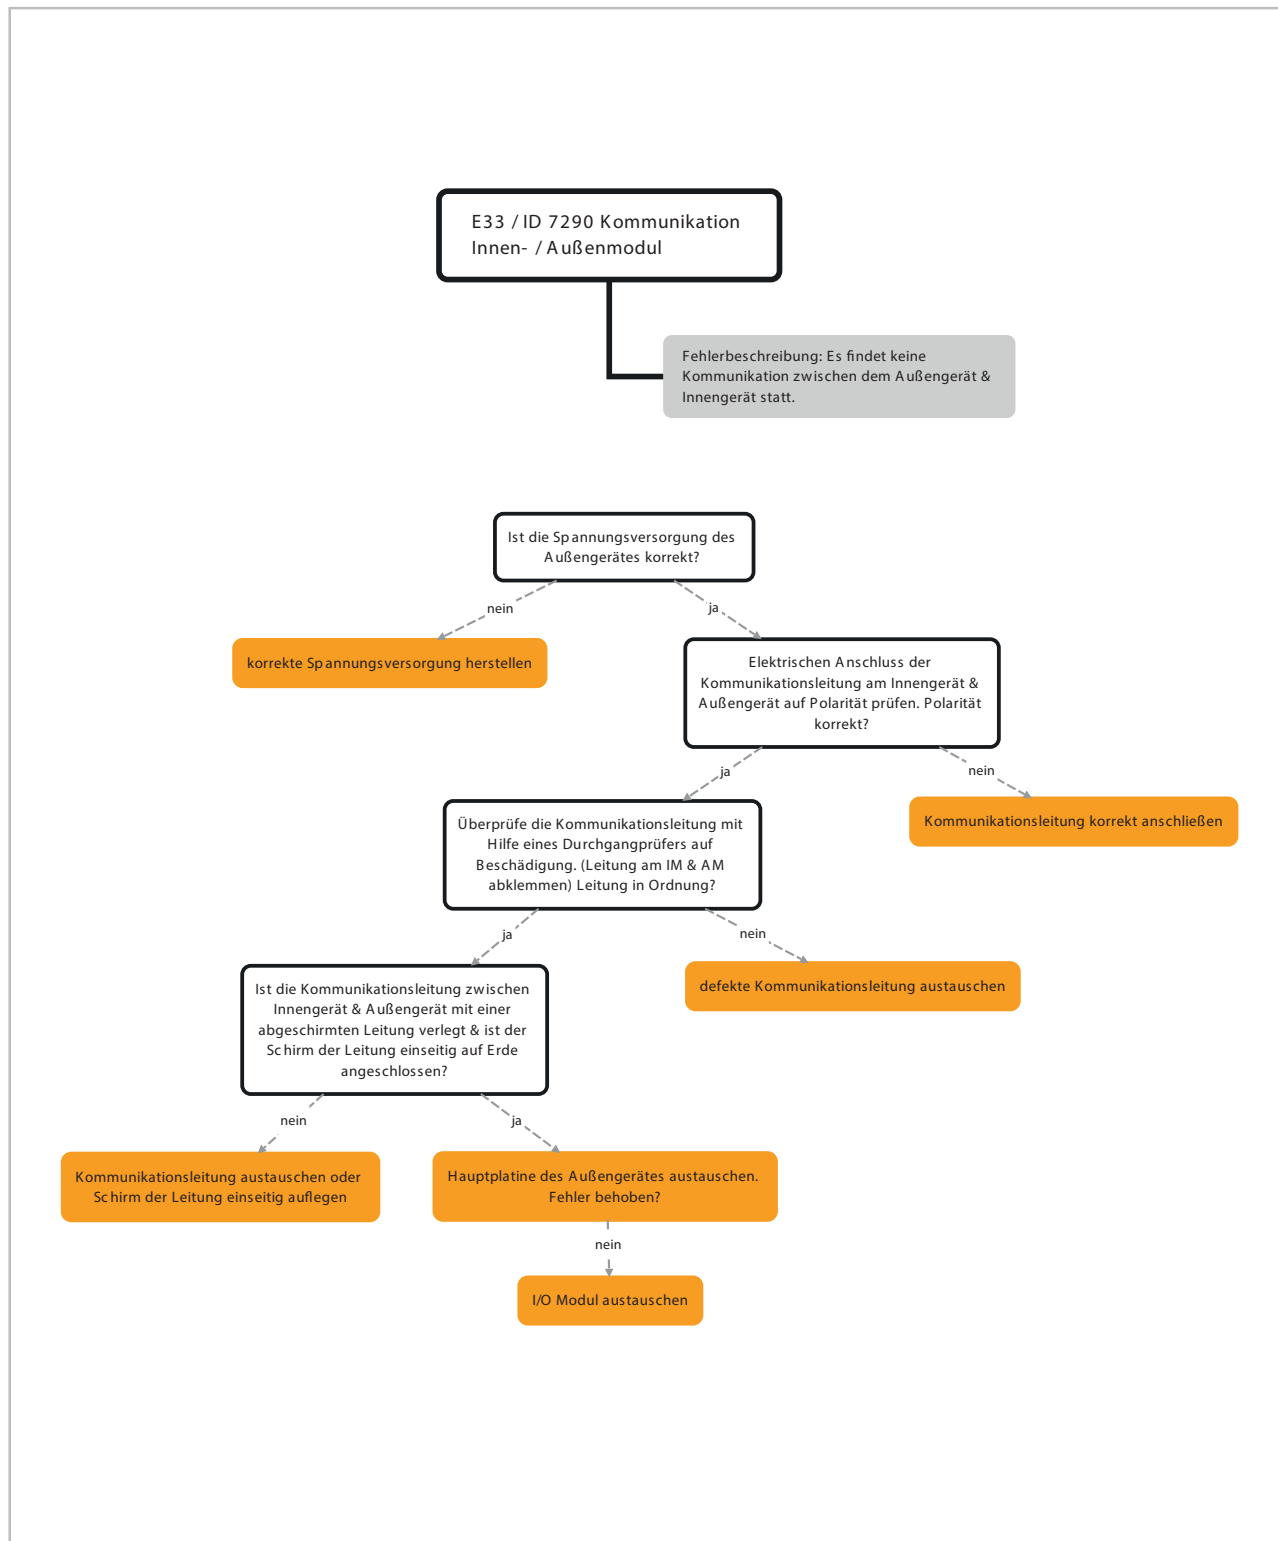 E33 / ID 7290 Kommunikation
Innen- / Außenmodul
Fehlerbeschreibung: Es findet keine
Kommunikation zwischen dem Außengerät &
Innengerät statt.
Ist die Spannungsversorgung des
Außengerätes korrekt?
nein
ja
korrekte Spannungsversorgung herstellen
Elektrischen Anschluss der
Kommunikationsleitung am Innengerät &
Außengerät auf Polarität prüfen. Polarität
korrekt?
ja
nein
Überprüfe die Kommunikationsleitung mit
Hilfe eines Durchgangprüfers auf
Beschädigung. (Leitung am IM & AM
abklemmen) Leitung in Ordnung?
Kommunikationsleitung korrekt anschließen
ja
nein
Ist die Kommunikationsleitung zwischen
Innengerät & Außengerät mit einer
abgeschirmten Leitung verlegt & ist der
Schirm der Leitung einseitig auf Erde
angeschlossen?
defekte Kommunikationsleitung austauschen
nein
ja
Kommunikationsleitung austauschen oder
Schirm der Leitung einseitig auflegen
Hauptplatine des Außengerätes austauschen.
Fehler behoben?
nein
I/O Modul austauschen